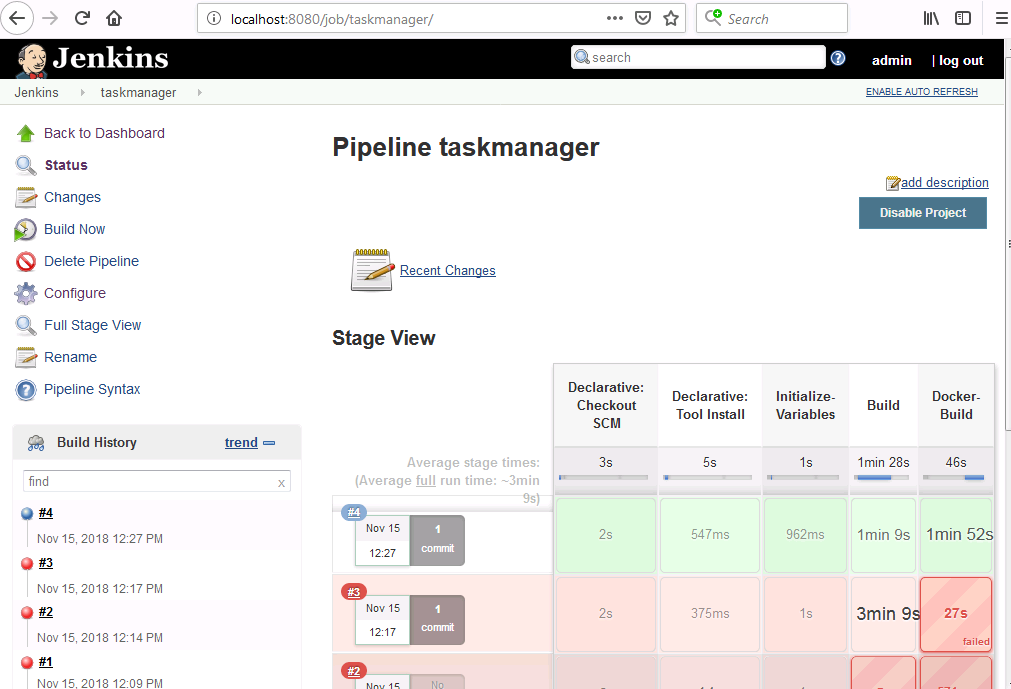 localhost:8080/job/taskmanager/
Search
Jenkins
search
admin
| log out
Jenkins
taskmanager
ENABLE AUTO REFRESH
Back to Dashboard
Status
Changes
Build Now
Delete Pipeline
Configure
Full Stage View
Rename
Pipeline Syntax
Build History
trend
find
x
#4
Nov 15, 2018 12:27 PM
#3
Nov 15, 2018 12:17 PM
#2
Nov 15, 2018 12:14 PM
#1
Nov 15, 2018 12:09 PM
Pipeline taskmanager
add description
Disable Project
Recent Changes
Stage View
Declarative:
Checkout
SCM
Declarative:
Tool Install
Initialize-
Variables
Build
Docker-
Build
Average stage times:
(Average full run time: ~3min
9s)
3s
5s
1s
1min 28s
46s
#4
Nov 15
12:27
1
commit
2s
547ms
962ms
1min 9s
1min 52s
#3
Nov 15
12:17
1
commit
2s
375ms
1s
3min 9s
27s
failed
#2
Nov 15
No